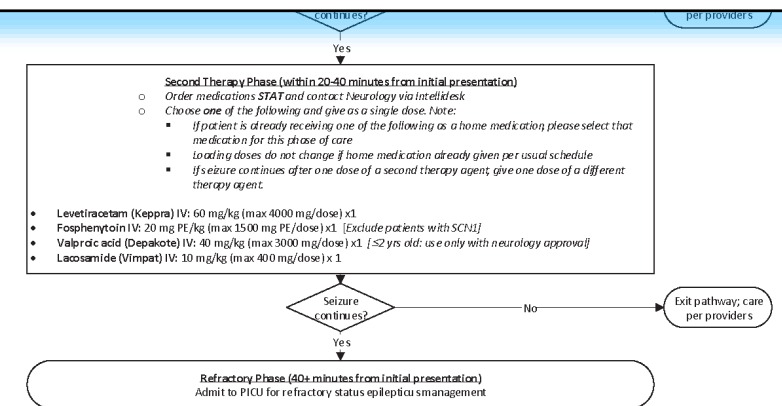 continues?
per providers
Yes
Second Therapy Phase (within 20-40 minutes from initial presentation)
o Order medications STAT and contact Neurology via Intellidesk
o Choose one of the following and give as a single dose. Note:
▪ If patient is already receiving one of the following as a home medication, please select that
medication for this phase of care
▪ Loading doses do not change if home medication already given per usual schedule
▪ If seizure continues after one dose of a second therapy agent, give one dose of a different
therapy agent.
• Levetiracetam (Keppra) IV: 60 mg/kg (max 4000 mg/dose) x1
• Fosphenytoin IV: 20 mg PE/kg (max 1500 mg PE/dose) x1 [Exclude patients with SCN1]
• Valproic acid (Depakote) IV: 40 mg/kg (max 3000 mg/dose) x1 [≤2 yrs old: use only with neurology approval]
• Lacosamide (Vimpat) IV: 10 mg/kg (max 400 mg/dose) x 1
Seizure
continues?
No
Exit pathway; care
per providers
Yes
Refractory Phase (40+ minutes from initial presentation)
Admit to PICU for refractory status epilepticus management